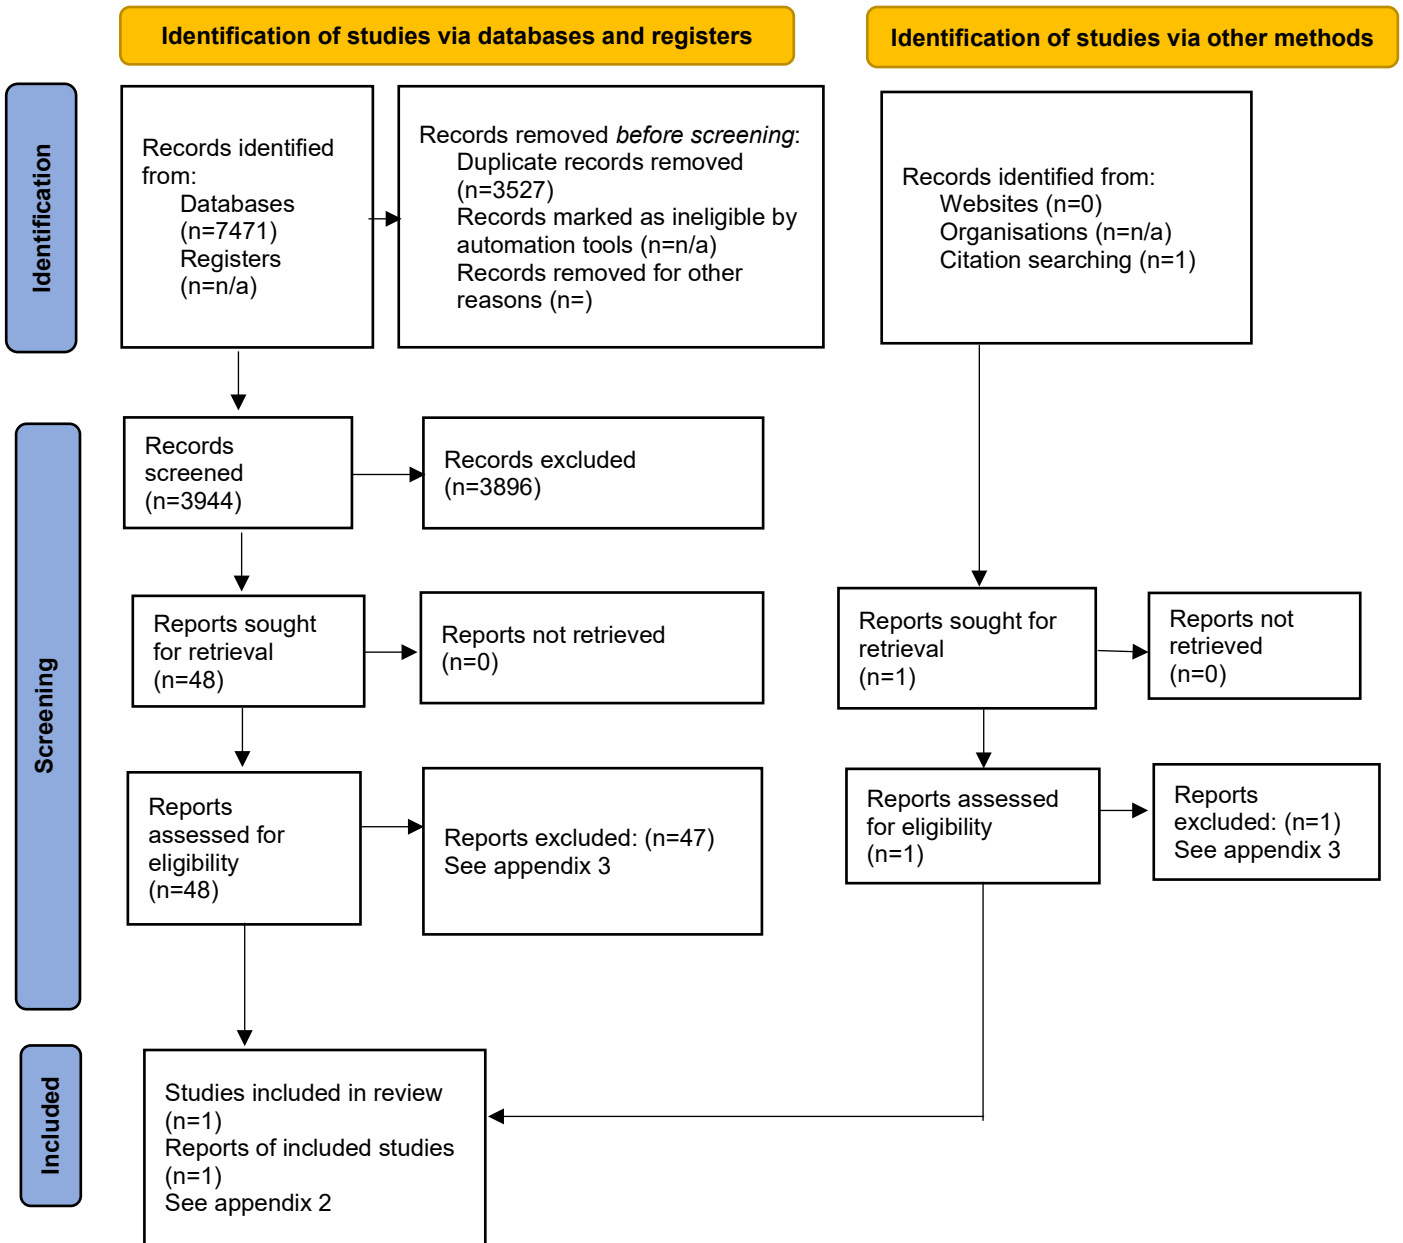 Identification of studies via databases and registers
Identification of studies via other methods
Identification
Records identified
from:
Databases
(n=7471)
Registers
(n=n/a)
Records removed before screening:
Duplicate records removed
(n=3527)
Records marked as ineligible by
automation tools (n=n/a)
Records removed for other
reasons (n=)
Records identified from:
Websites (n=0)
Organisations (n=n/a)
Citation searching (n=1)
Screening
Records
screened
(n=3944)
Records excluded
(n=3896)
Reports sought
for retrieval
(n=48)
Reports not retrieved
(n=0)
Reports sought for
retrieval
(n=1)
Reports not
retrieved
(n=0)
Reports
assessed for
eligibility
(n=48)
Reports excluded: (n=47)
See appendix 3
Reports assessed
for eligibility
(n=1)
Reports
excluded: (n=1)
See appendix 3
Included
Studies included in review
(n=1)
Reports of included studies
(n=1)
See appendix 2